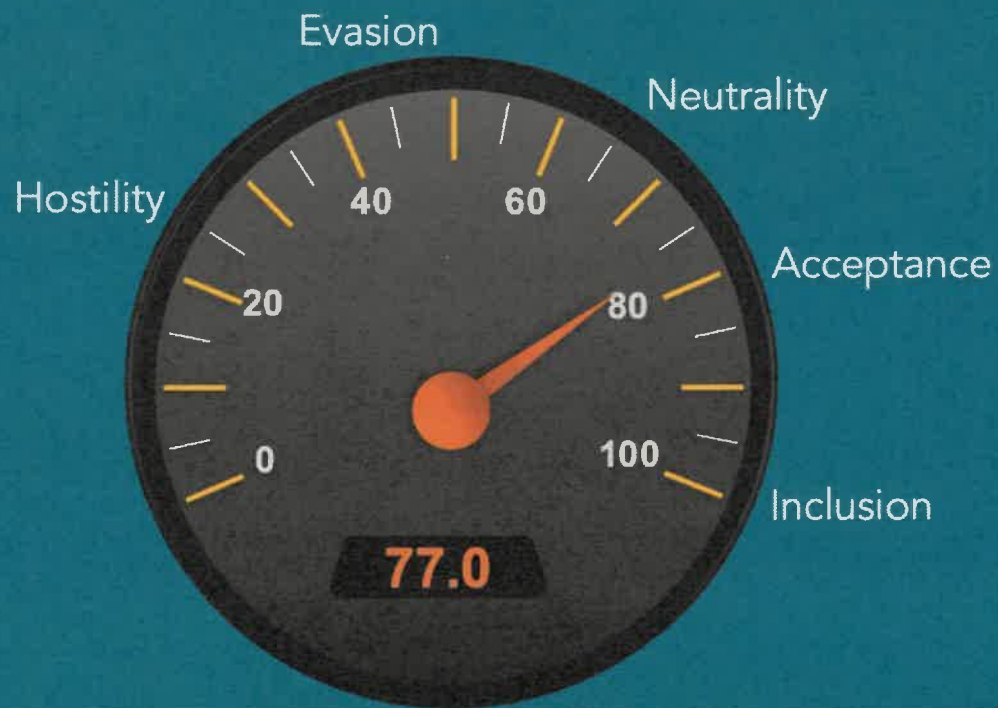 Evasion
Neutrality
Hostility
40
60
Acceptance
20
80
0
100
Inclusion
77.0